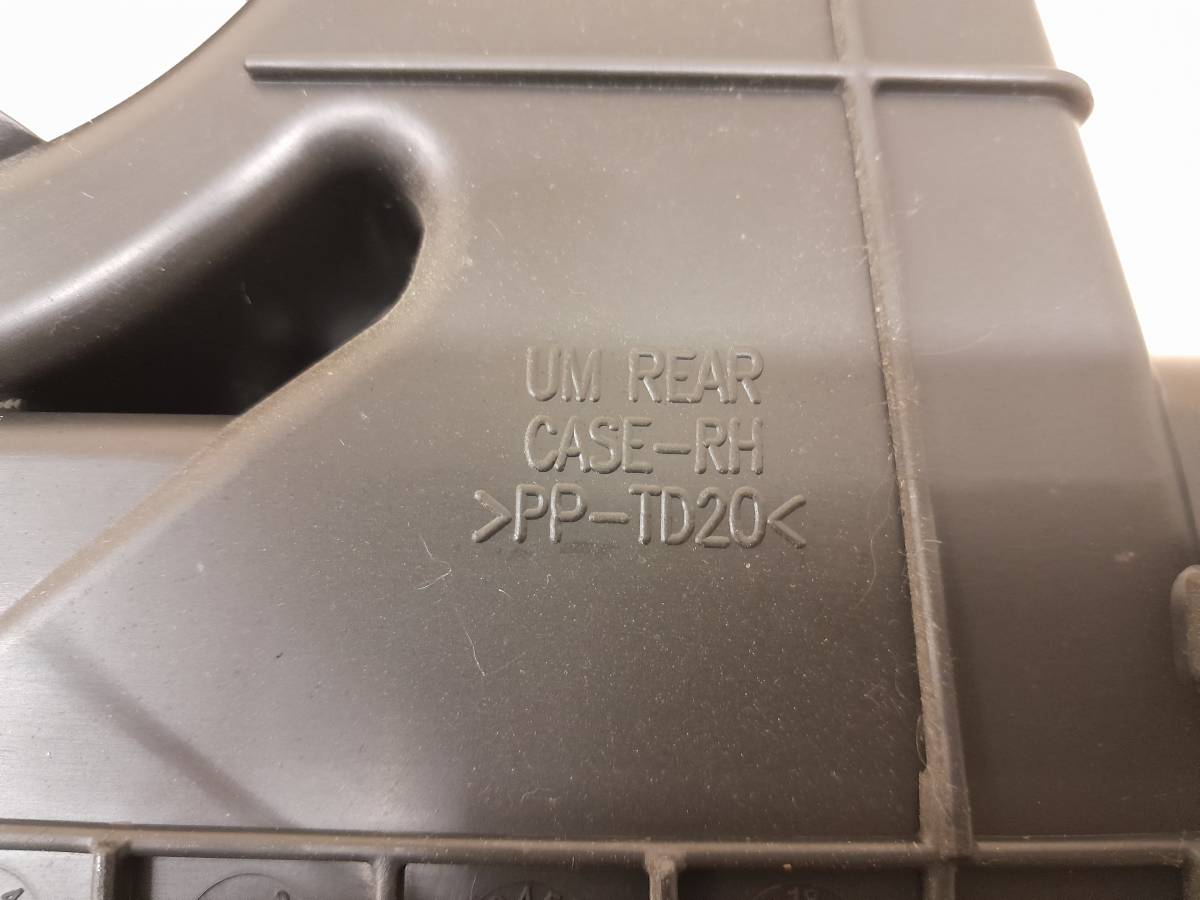 UM REAR
CASE-RH
>PP-TD20<